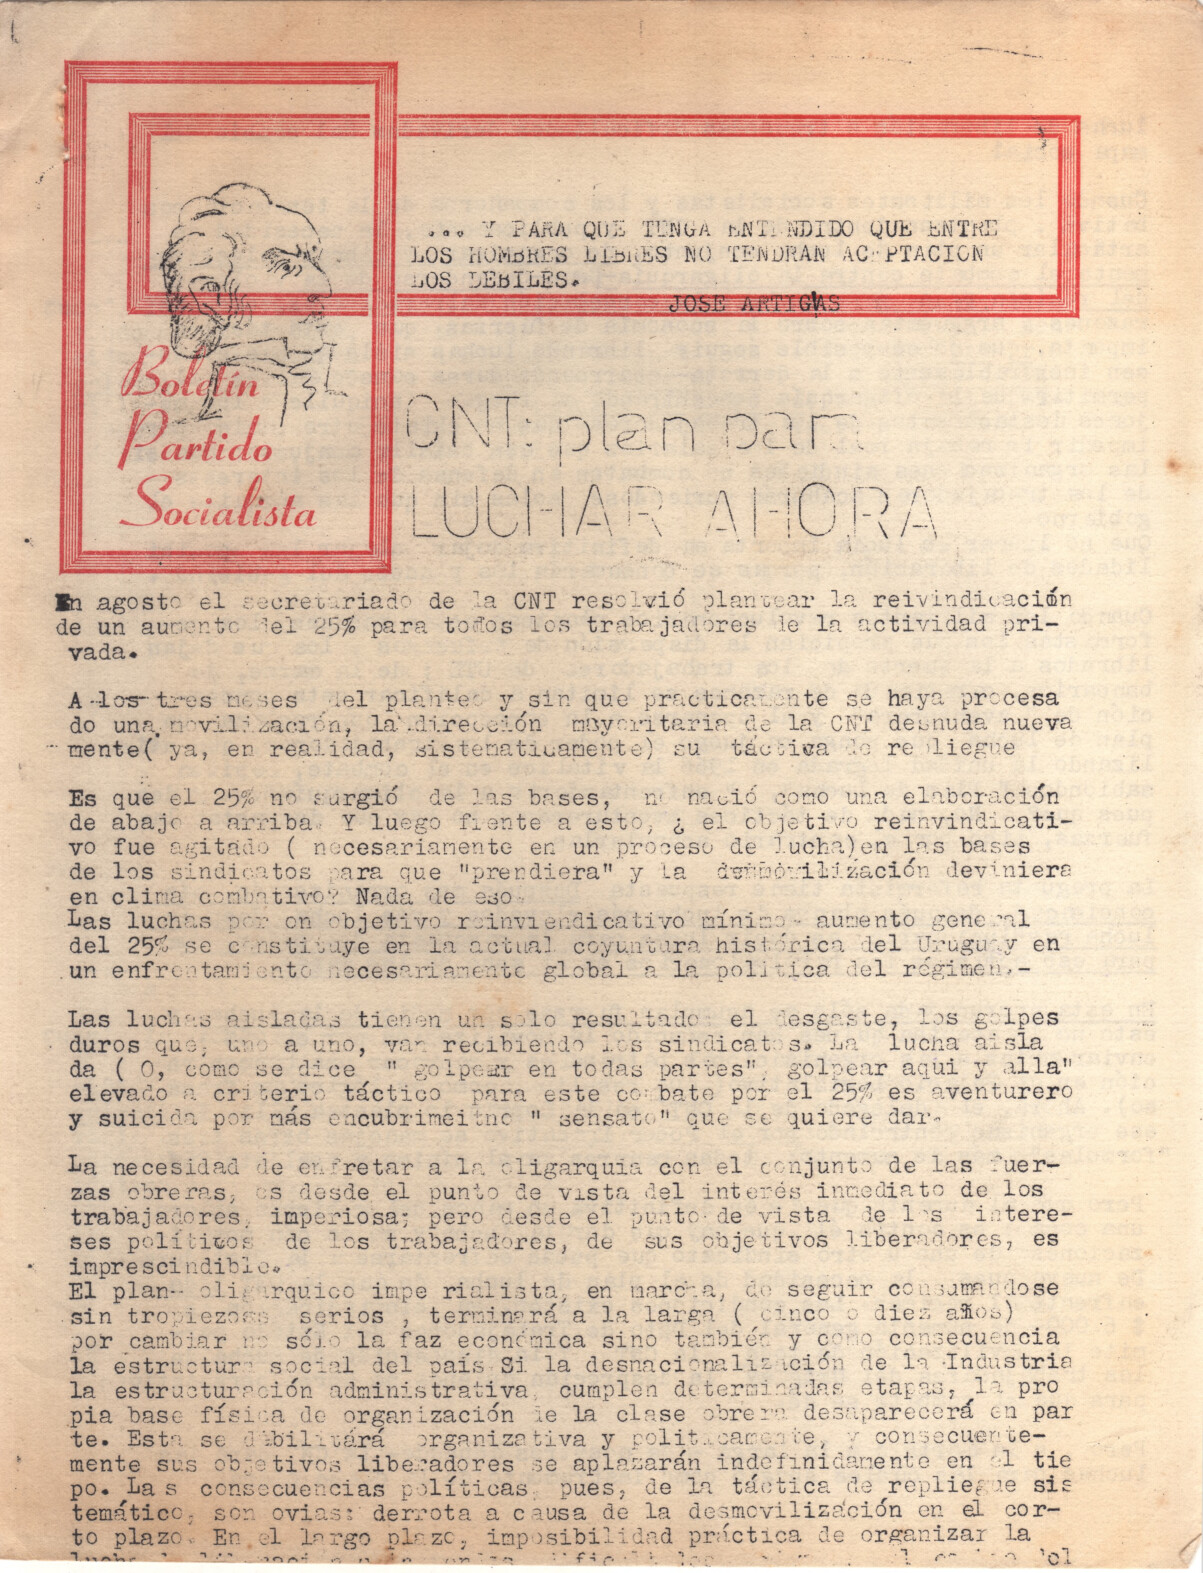 ... Y PARA QUE TENGA ENTENDIDO QUE ENTRE
LOS HOMBRES LIBRES NO TENDRAN ACEPTACION
LOS DEBILES.
JOSE ARTIGAS
Boletín
Partido
Socialista
CNT: plan para
LUCHAR AHORA
En agosto el secretariado de la CNT resolvió plantear la reivindicación
de un aumento del 25% para todos los trabajadores de la actividad pri-
vada.
A los tres meses del planteo y sin que practicamente se haya procesa
do una movilización, la dirección mayoritaria de la CNT desnuda nueva
mente( ya, en realidad, sistematicamente) su táctica de repliegue
Es que el 25% no surgió de las bases, no nació como una elaboración
de abajo a arriba. Y luego frente a esto, ¿ el objetivo reinvindicati-
vo fue agitado ( necesariamente en un proceso de lucha)en las bases
de los sindicatos para que "prendiera" y la desmovilización deviniera
en clima combativo? Nada de eso.
Las luchas por on objetivo reinviendicativo mínimo- aumento general
del 25% se constituye en la actual coyuntura histórica del Uruguay en
un enfrentamiento necesariamente global a la politica del régimen.-
Las luchas aisladas tienen un solo resultado: el desgaste, los golpes
duros que, uno a uno, van recibiendo los sindicatos. La lucha aisla
da ( O, como se dice " golpear en todas partes", golpear aqui y alla"
elevado a criterio táctico para este combate por el 25% es aventurero
y suicida por más encubrimeitno " sensato" que se quiere dar.
La necesidad de enfretar a la oligarquia con el conjunto de las fuer-
zas obreras, es desde el punto de vista del interés inmediato de los
trabajadores, imperiosa; pero desde el punto de vista de los intere-
ses políticos de los trabajadores, de sus objetivos liberadores, es
imprescindible.
El plan- oligarquico impe rialista, en marcha, de seguir consumandose
sin tropiezos serios , terminará a la larga ( cinco o diez años)
por cambiar no sólo la faz económica sino también y como consecuencia
la estructura social del pais Si la desnacionalización de la Industria
la estructuración administrativa, cumplen determinadas etapas, la pro
pia base física de organización de la clase obrera desaparecerá en par
te. Esta se debilitárá organizativa y politicamente, y consecuente-
mente sus objetivos liberadores se aplazarán indefinidamente en el tie
po. La s consecuencias políticas, pues, de la táctica de repliegue sis
temático, son ovias: derrota a causa de la desmovilización en el cor-
to plazo. En el largo plazo, imposibilidad práctica de organizar la